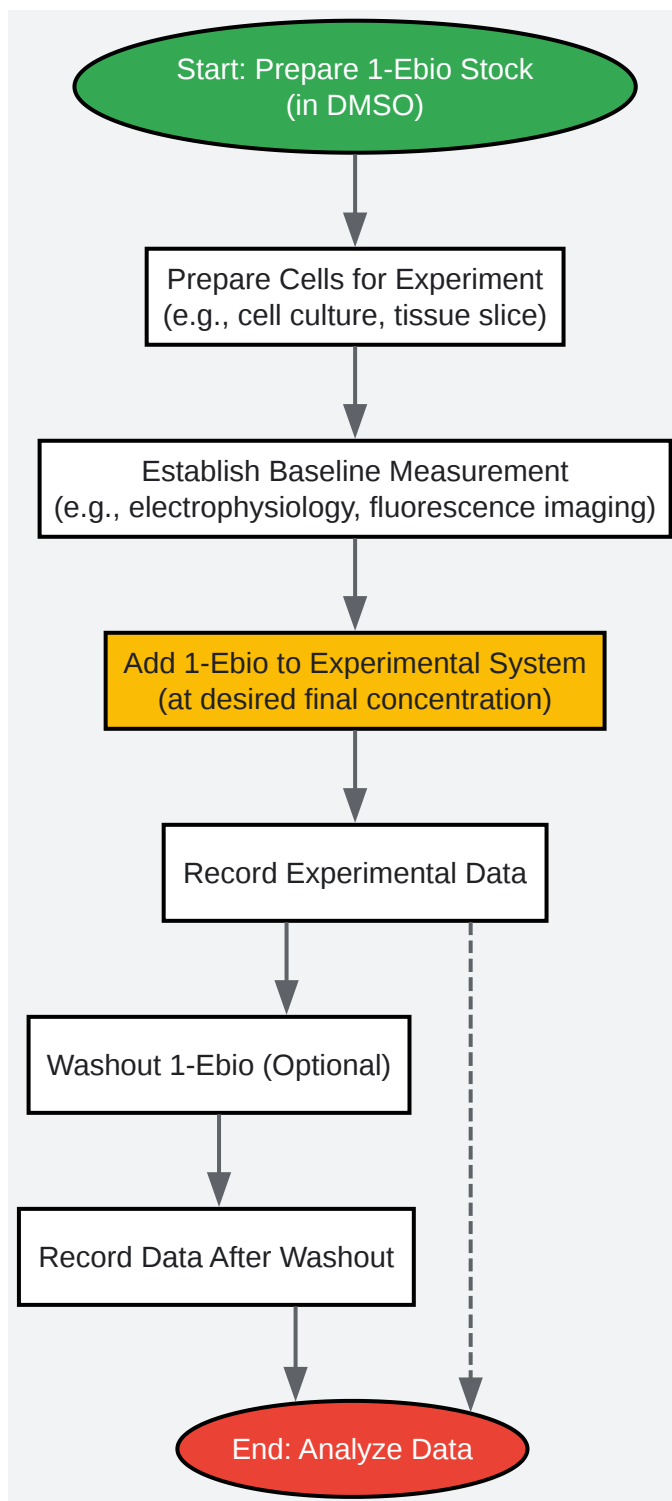 Start: Prepare 1-Ebio Stock
(in DMSO)
Prepare Cells for Experiment
(e.g., cell culture, tissue slice)
Establish Baseline Measurement
(e.g., electrophysiology, fluorescence imaging)
Add 1-Ebio to Experimental System
(at desired final concentration)
Record Experimental Data
Washout 1-Ebio (Optional)
Record Data After Washout
End: Analyze Data